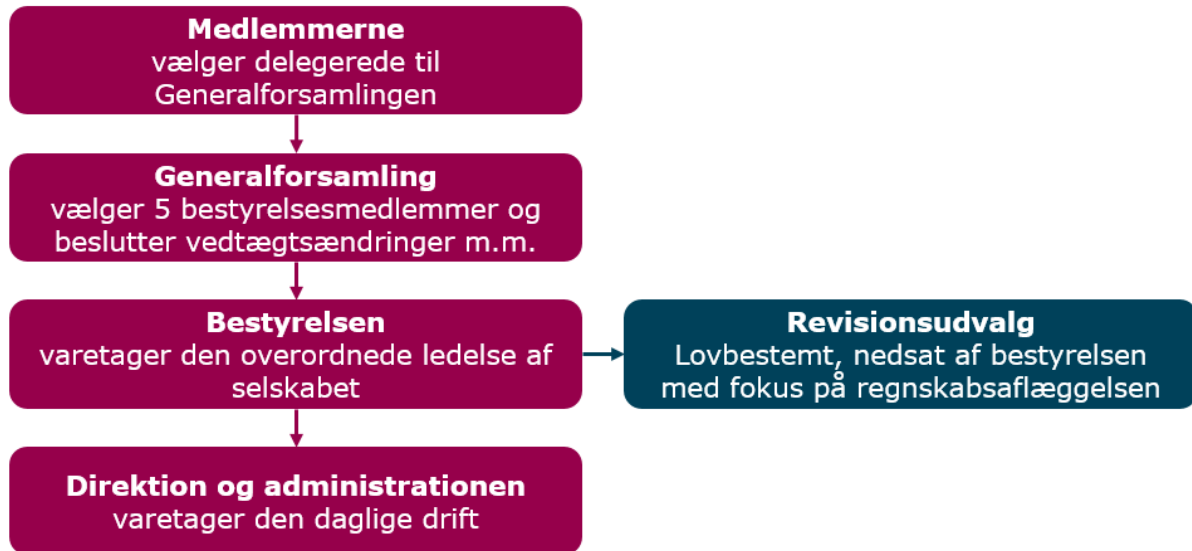 Medlemmerne
vælger delegerede til
Generalforsamlingen
Generalforsamling
vælger 5 bestyrelsesmedlemmer og
beslutter vedtægtsændringer m.m.
Bestyrelsen
varetager den overordnede ledelse af
selskabet
Revisionsudvalg
Lovbestemt, nedsat af bestyrelsen
med fokus på regnskabsaflæggelsen
Direktion og administrationen
varetager den daglige drift